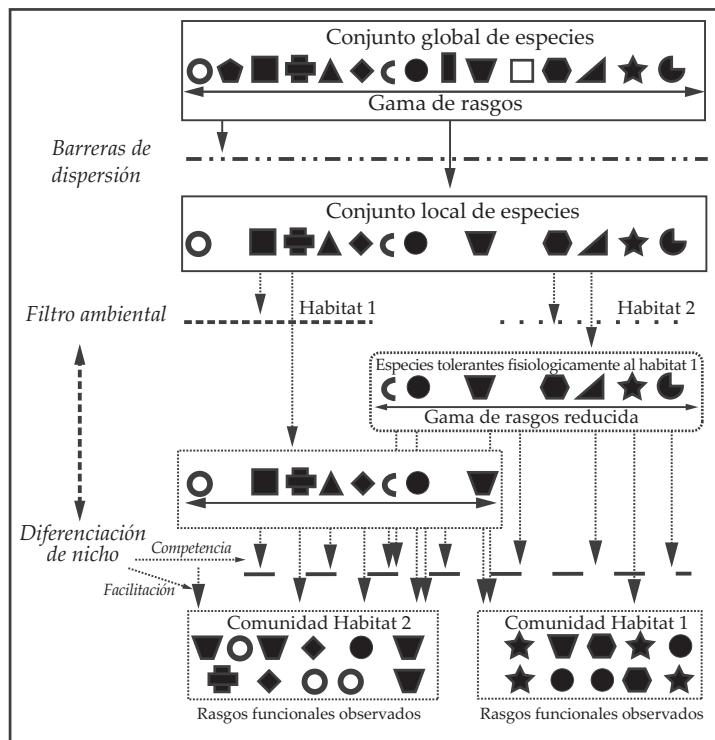 Conjunto global de especies
Gama de rasgos
Barreras de
dispersión
Conjunto local de especies
Filtro ambiental
Habitat 1
Habitat 2
Especies tolerantes fisiologicamente al habitat 1
Gama de rasgos reducida
Diferenciación
de nicho
Competencia
Facilitación
Comunidad Habitat 2
Comunidad Habitat 1
Rasgos funcionales observados
Rasgos funcionales observados